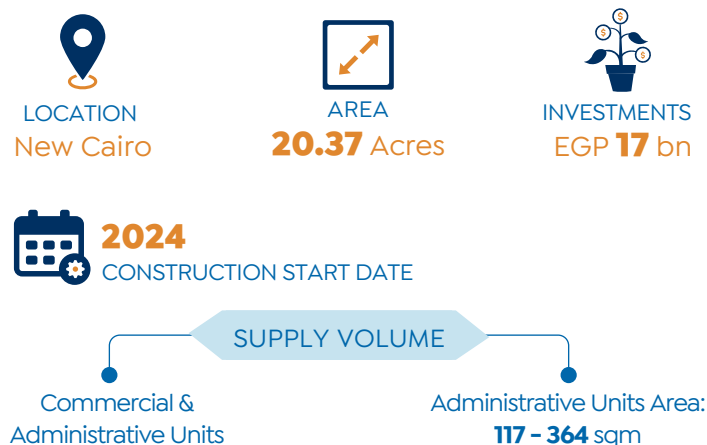 LOCATION
New Cairo
AREA
20.37 Acres
INVESTMENTS
EGP 17 bn
2024
CONSTRUCTION START DATE
SUPPLY VOLUME
Commercial &
Administrative Units
Administrative Units Area:
117 - 364 sqm